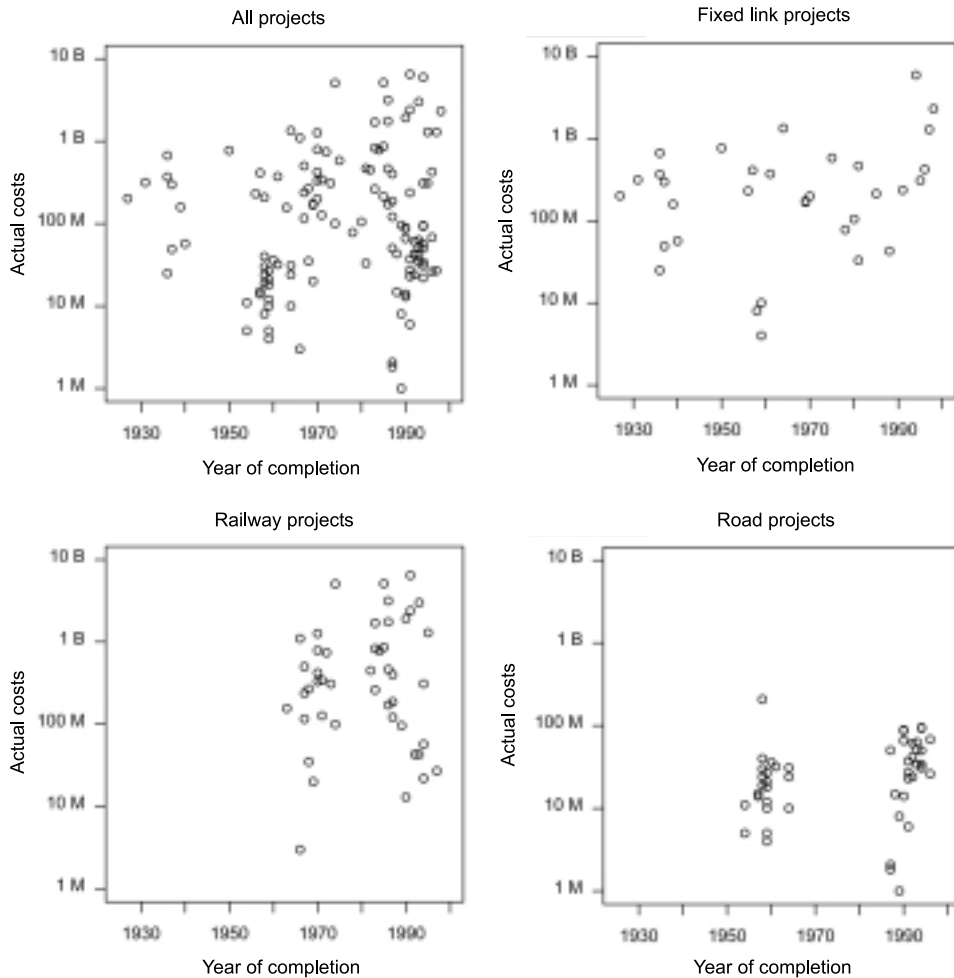 All projects
10 B
1 B
100 M
10 M
1 M
Actual costs
1930 1950 1970 1990
Year of completion
Fixed link projects
10 B
1 B
100 M
10 M
1 M
Actual costs
1930 1950 1970 1990
Year of completion
Railway projects
10 B
1 B
100 M
10 M
1 M
Actual costs
1930 1950 1970 1990
Year of completion
Road projects
10 B
1 B
100 M
10 M
1 M
Actual costs
1930 1950 1970 1990
Year of completion